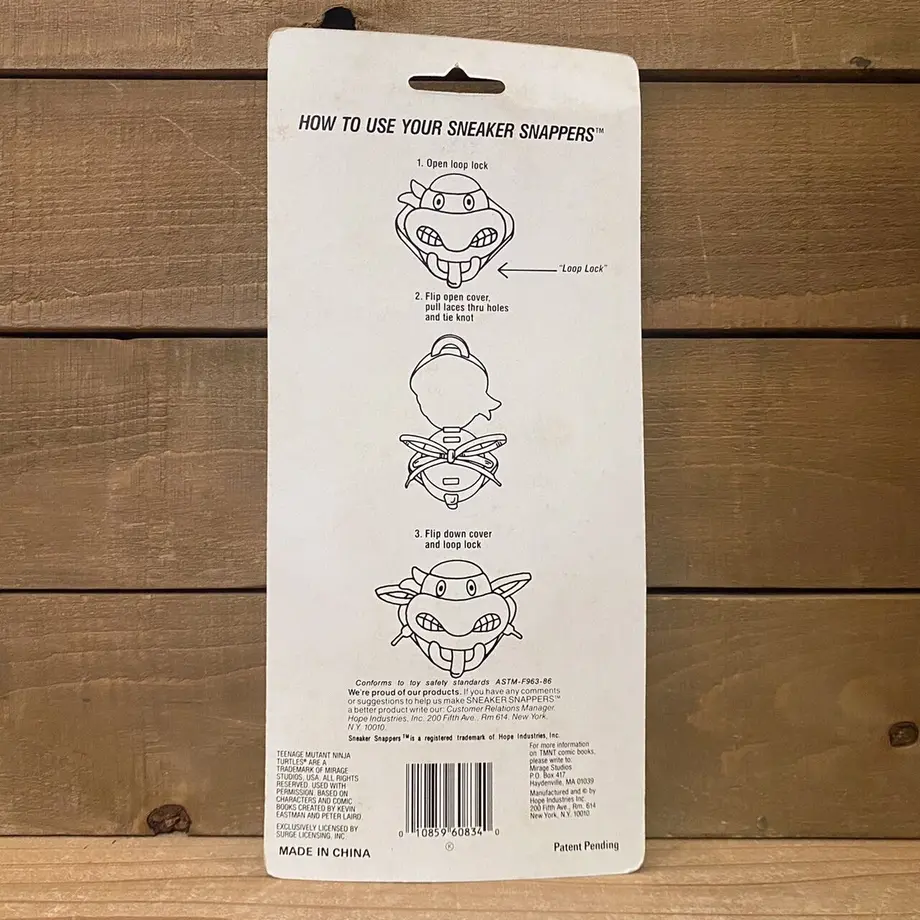 HOW TO USE YOUR SNEAKER SNAPPERS™
1. Open loop lock
"Loop Lock"
2. Flip open cover,
pull laces thru holes
and tie knot
3. Flip down cover
and loop lock
Conforms to toy safety standards ASTM-F963-86
We're proud of our products. If you have any comments
or suggestions to help us make SNEAKER SNAPPERS™
a better product write our: Customer Relations Manager,
Hope Industries, Inc. 200 Fifth Ave., Rm 614, New York,
N.Y. 10010.
Sneaker Snappers™ is a registered trademark of Hope Industries, Inc.
TEENAGE MUTANT NINJA
TURTLES® ARE A
TRADEMARK OF MIRAGE
STUDIOS, USA. ALL RIGHTS
RESERVED. USED WITH
PERMISSION. BASED ON
CHARACTERS AND COMIC
BOOKS CREATED BY KEVIN
EASTMAN AND PETER LAIRD.
EXCLUSIVELY LICENSED BY
SURGE LICENSING, INC.
MADE IN CHINA
0 10859 60834 0
For more information
on TMNT comic books,
please write to:
Mirage Studios
P.O. Box 417
Haydenville, MA 01039
Manufactured and © by
Hope Industries Inc.
200 Fifth Ave., Rm. 614
New York, N.Y. 10010
Patent Pending